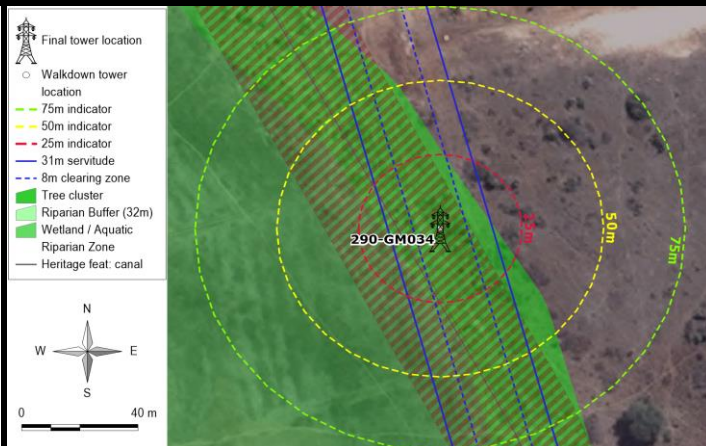 Final tower location
Walkdown tower
location
75m indicator
50m indicator
25m indicator
31m servitude
8m clearing zone
Tree cluster
Riparian Buffer (32m)
Wetland / Aquatic
Riparian Zone
Heritage feat: canal
N
W E
S
0 40 m
290-GM034
25m
50m
75m